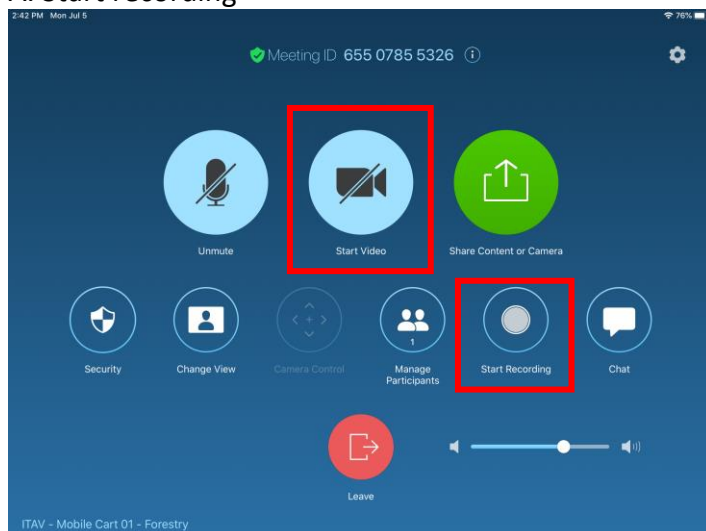 A. Start recording
2:42 PM Mon Jul 5
76%
Meeting ID 655 0785 5326
Unmute
Start Video
Share Content or Camera
Security
Change View
Camera Control
1
Manage
Participants
Start Recording
Chat
Leave
ITAV - Mobile Cart 01 - Forestry